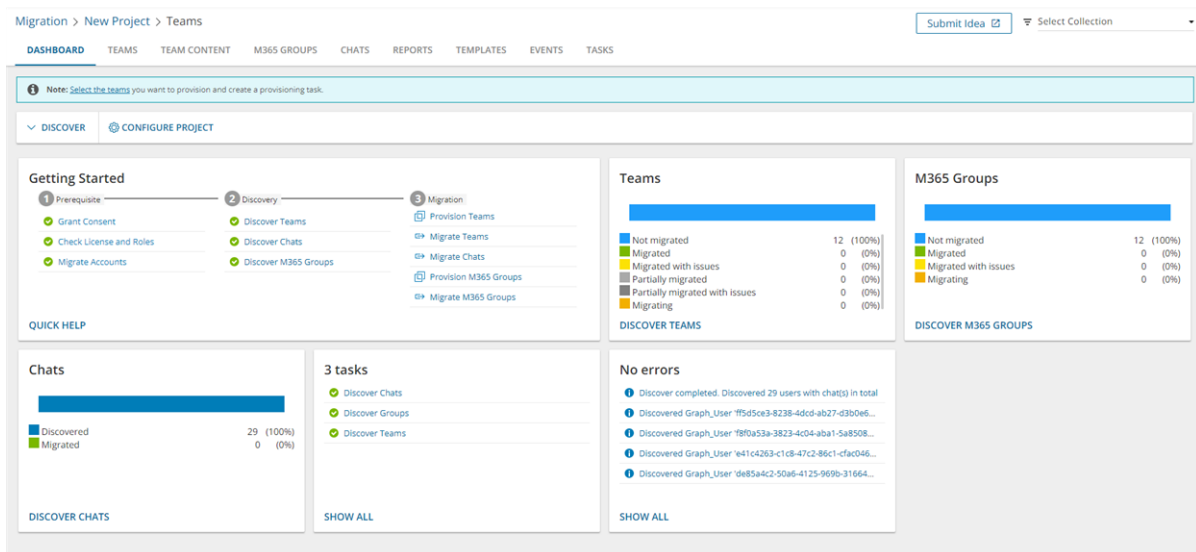 Migration > New Project > Teams
Submit Idea
Select Collection
DASHBOARD TEAMS TEAM CONTENT M365 GROUPS CHATS REPORTS TEMPLATES EVENTS TASKS
Note: Select the teams you want to provision and create a provisioning task.
DISCOVER CONFIGURE PROJECT
Getting Started
1 Prerequisite 2 Discovery 3 Migration
Grant Consent
Check License and Roles
Migrate Accounts
Discover Teams
Discover Chats
Discover M365 Groups
Provision Teams
Migrate Teams
Migrate Chats
Provision M365 Groups
Migrate M365 Groups
QUICK HELP
Teams
Not migrated 12 (100%)
Migrated 0 (0%)
Migrated with issues 0 (0%)
Partially migrated 0 (0%)
Partially migrated with issues 0 (0%)
Migrating 0 (0%)
DISCOVER TEAMS
M365 Groups
Not migrated 12 (100%)
Migrated 0 (0%)
Migrated with issues 0 (0%)
Migrating 0 (0%)
DISCOVER M365 GROUPS
Chats
Discovered 29 (100%)
Migrated 0 (0%)
DISCOVER CHATS
3 tasks
Discover Chats
Discover Groups
Discover Teams
SHOW ALL
No errors
Discover completed. Discovered 29 users with chat(s) in total
Discovered Graph_User 'ff5d5ce3-8238-4dcd-ab27-d3b0e6...
Discovered Graph_User 'f8f0a53a-3823-4c04-aba1-5a8508...
Discovered Graph_User 'e41c4263-c1c8-47c2-86c1-cfac046...
Discovered Graph_User 'de85a4c2-50a6-4125-969b-31664...
SHOW ALL